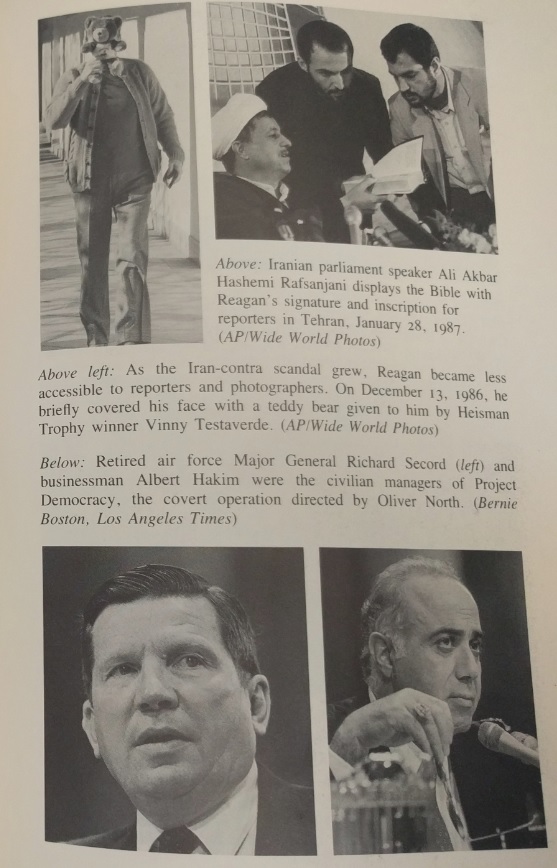 Above: Iranian parliament speaker Ali Akbar
Hashemi Rafsanjani displays the Bible with
Reagan's signature and inscription for
reporters in Tehran, January 28, 1987.
(AP/Wide World Photos)
Above left: As the Iran-contra scandal grew, Reagan became less
accessible to reporters and photographers. On December 13, 1986, he
briefly covered his face with a teddy bear given to him by Heisman
Trophy winner Vinny Testaverde. (AP/Wide World Photos)
Below: Retired air force Major General Richard Secord (left) and
businessman Albert Hakim were the civilian managers of Project
Democracy, the covert operation directed by Oliver North. (Bernie
Boston, Los Angeles Times)